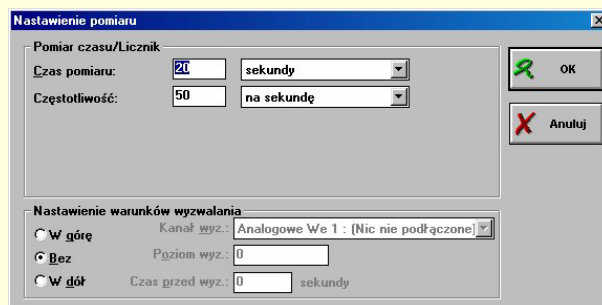 Nastawienie pomiaru
Pomiar czasu/Licznik
Czas pomiaru: 20 sekundy
OK
Częstotliwość: 50 na sekundę
Anuluj
Nastawienie warunków wyzwalania
W górę
Kanał wyz.: Analogowe We 1 : (Nic nie podłączone)
Bez
Poziom wyz.: 0
W dół
Czas przed wyz.: 0 sekundy